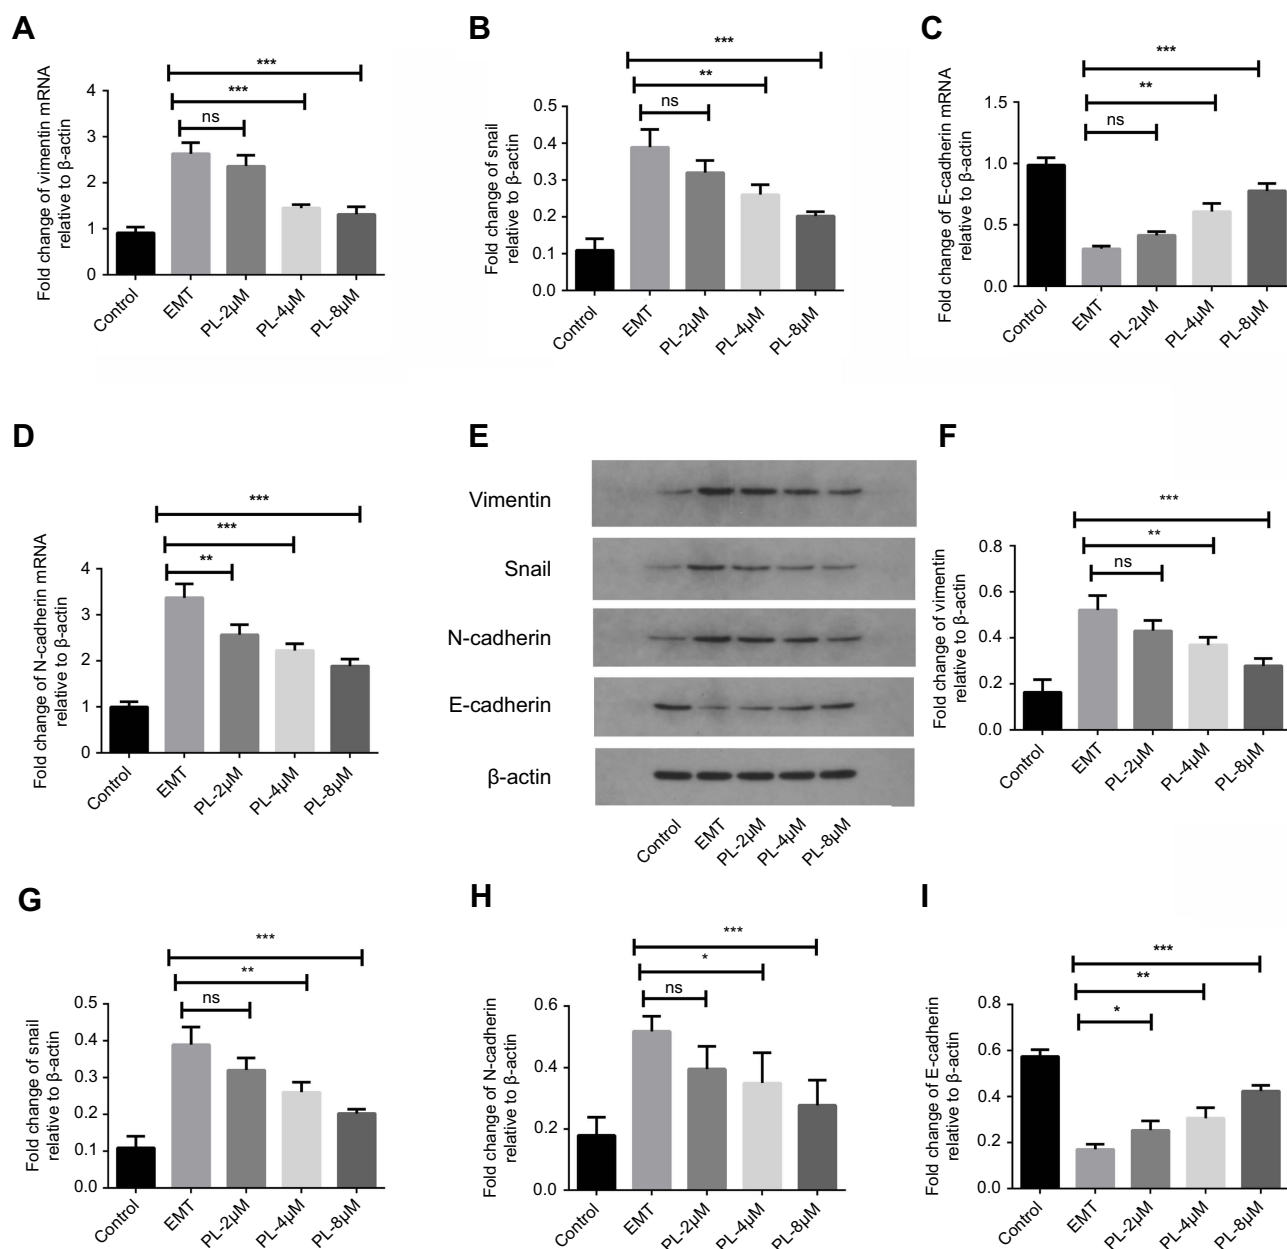 A
Fold change of vimentin mRNA
relative to β-actin
4
3
2
1
0
***
***
ns
Control
EMT
PL-2μM
PL-4μM
PL-8μM
B
Fold change of snail
relative to β-actin
0.5
0.4
0.3
0.2
0.1
0.0
***
**
ns
Control
EMT
PL-2μM
PL-4μM
PL-8μM
C
Fold change of E-cadherin mRNA
relative to β-actin
1.5
1.0
0.5
0.0
***
**
ns
Control
EMT
PL-2μM
PL-4μM
PL-8μM
D
Fold change of N-cadherin mRNA
relative to β-actin
4
3
2
1
0
***
***
**
Control
EMT
PL-2μM
PL-4μM
PL-8μM
E
Vimentin
Snail
N-cadherin
E-cadherin
β-actin
Control
EMT
PL-2μM
PL-4μM
PL-8μM
F
Fold change of vimentin
relative to β-actin
0.8
0.6
0.4
0.2
0.0
***
**
ns
Control
EMT
PL-2μM
PL-4μM
PL-8μM
G
Fold change of snail
relative to β-actin
0.5
0.4
0.3
0.2
0.1
0.0
***
**
ns
Control
EMT
PL-2μM
PL-4μM
PL-8μM
H
Fold change of N-cadherin
relative to β-actin
0.6
0.4
0.2
0.0
***
*
ns
Control
EMT
PL-2μM
PL-4μM
PL-8μM
I
Fold change of E-cadherin
relative to β-actin
0.8
0.6
0.4
0.2
0.0
***
**
*
Control
EMT
PL-2μM
PL-4μM
PL-8μM